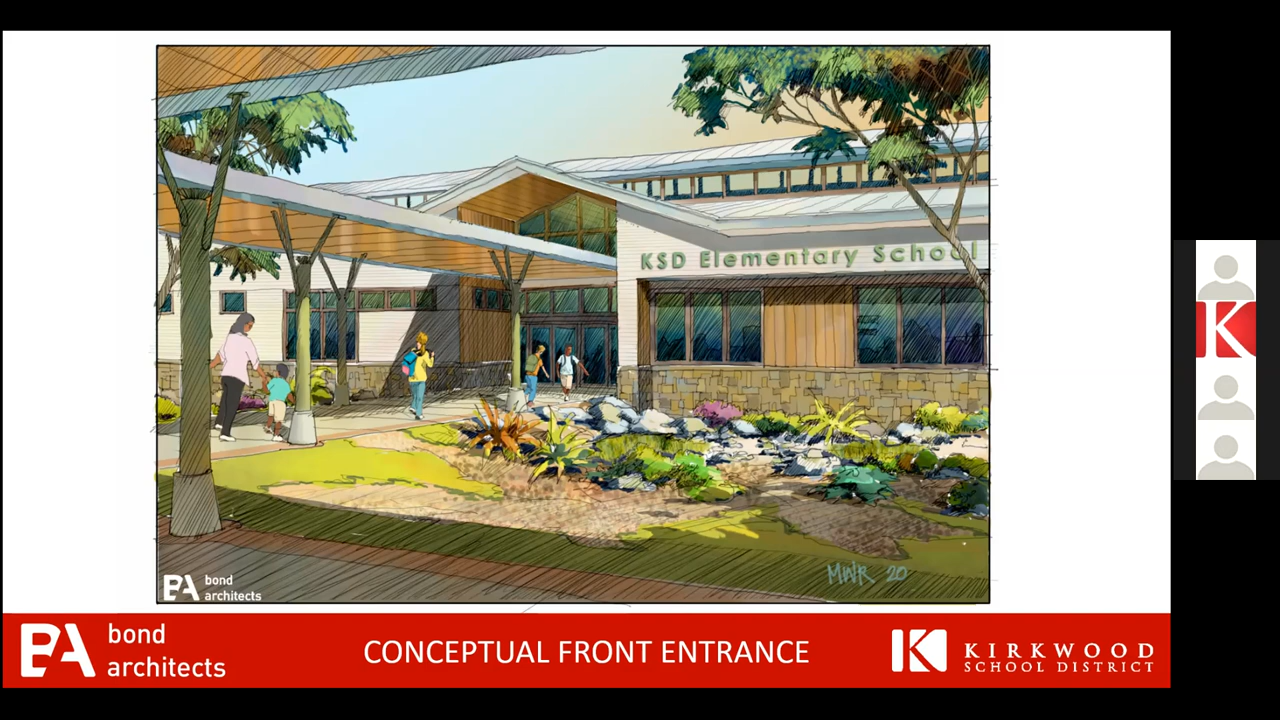 KSD Elementary School
MWR 20
bond
architects
bond
architects
CONCEPTUAL FRONT ENTRANCE
KIRKWOOD
SCHOOL DISTRICT
K